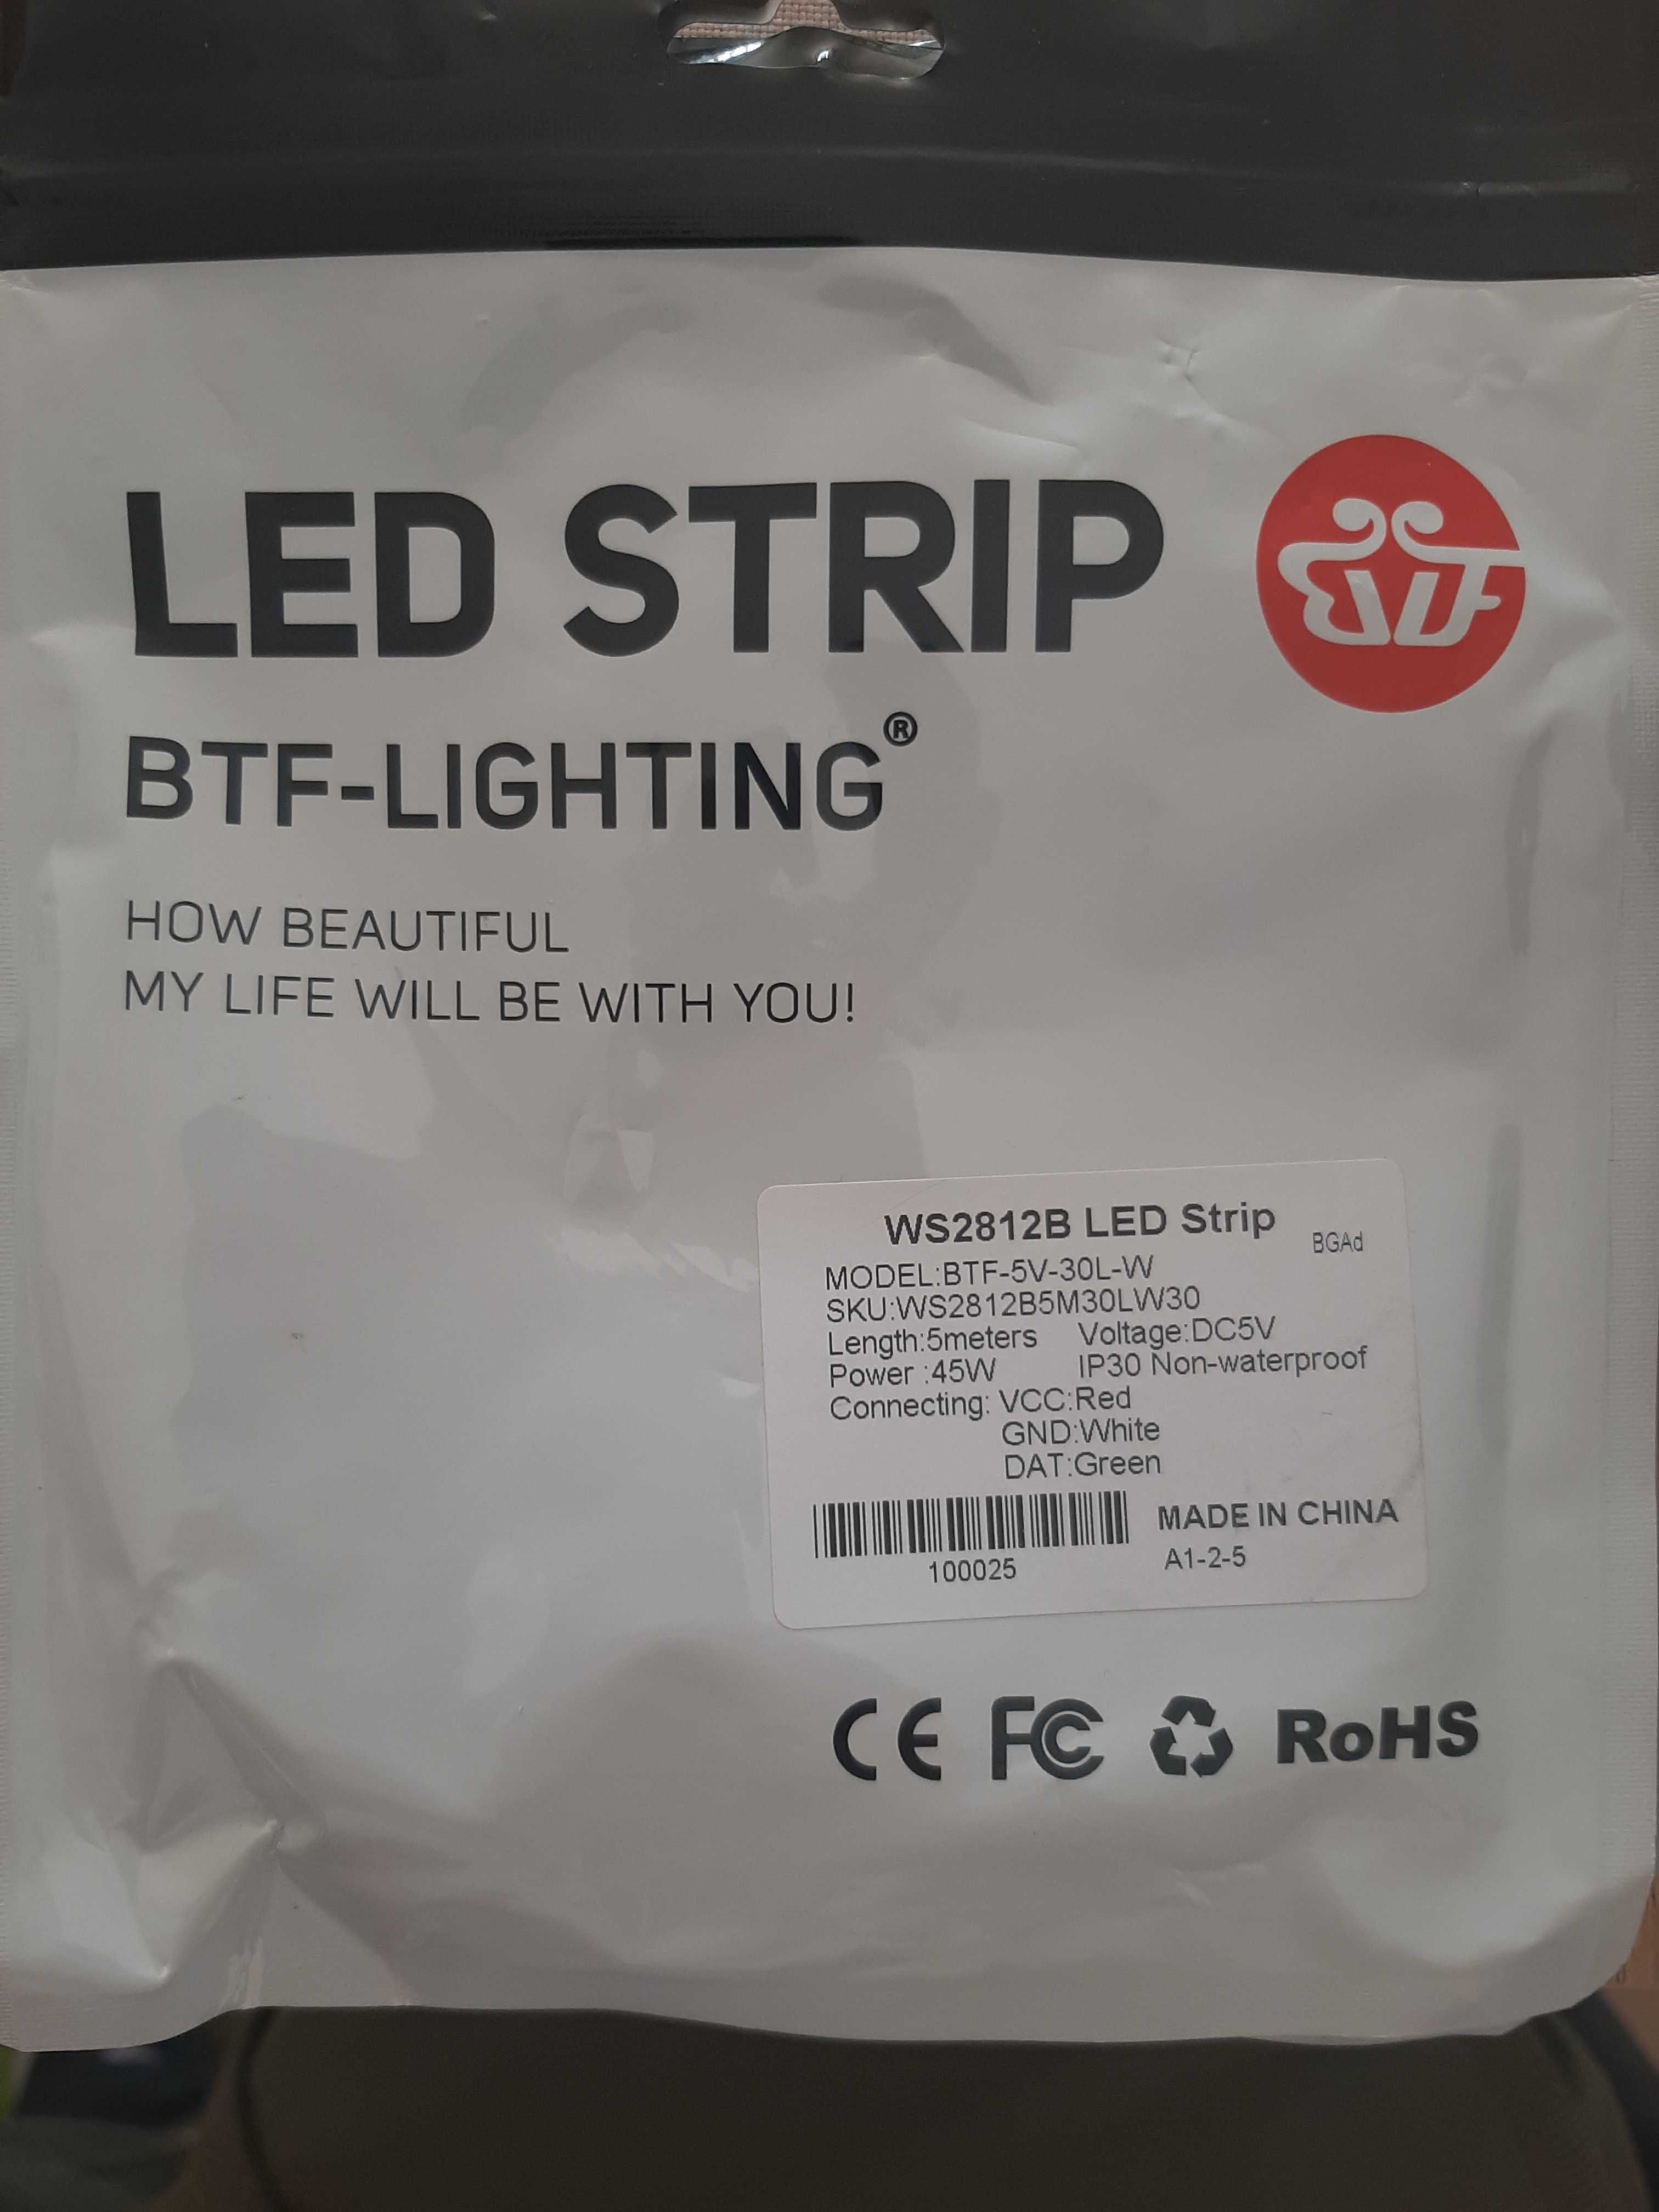 LED STRIP
BTF-LIGHTING®
HOW BEAUTIFUL
MY LIFE WILL BE WITH YOU!
WS2812B LED Strip
BGAd
MODEL:BTF-5V-30L-W
SKU:WS2812B5M30LW30
Length:5meters Voltage:DC5V
Power :45W IP30 Non-waterproof
Connecting: VCC:Red
GND:White
DAT:Green
MADE IN CHINA
100025 A1-2-5
CE FC RoHS